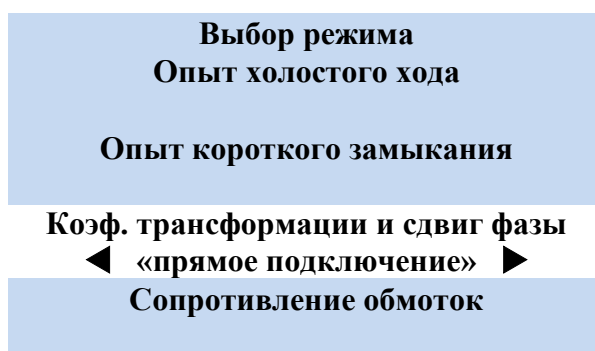 Выбор режима
Опыт холостого хода
Опыт короткого замыкания
Коэф. трансформации и сдвиг фазы
«прямое подключение»
Сопротивление обмоток